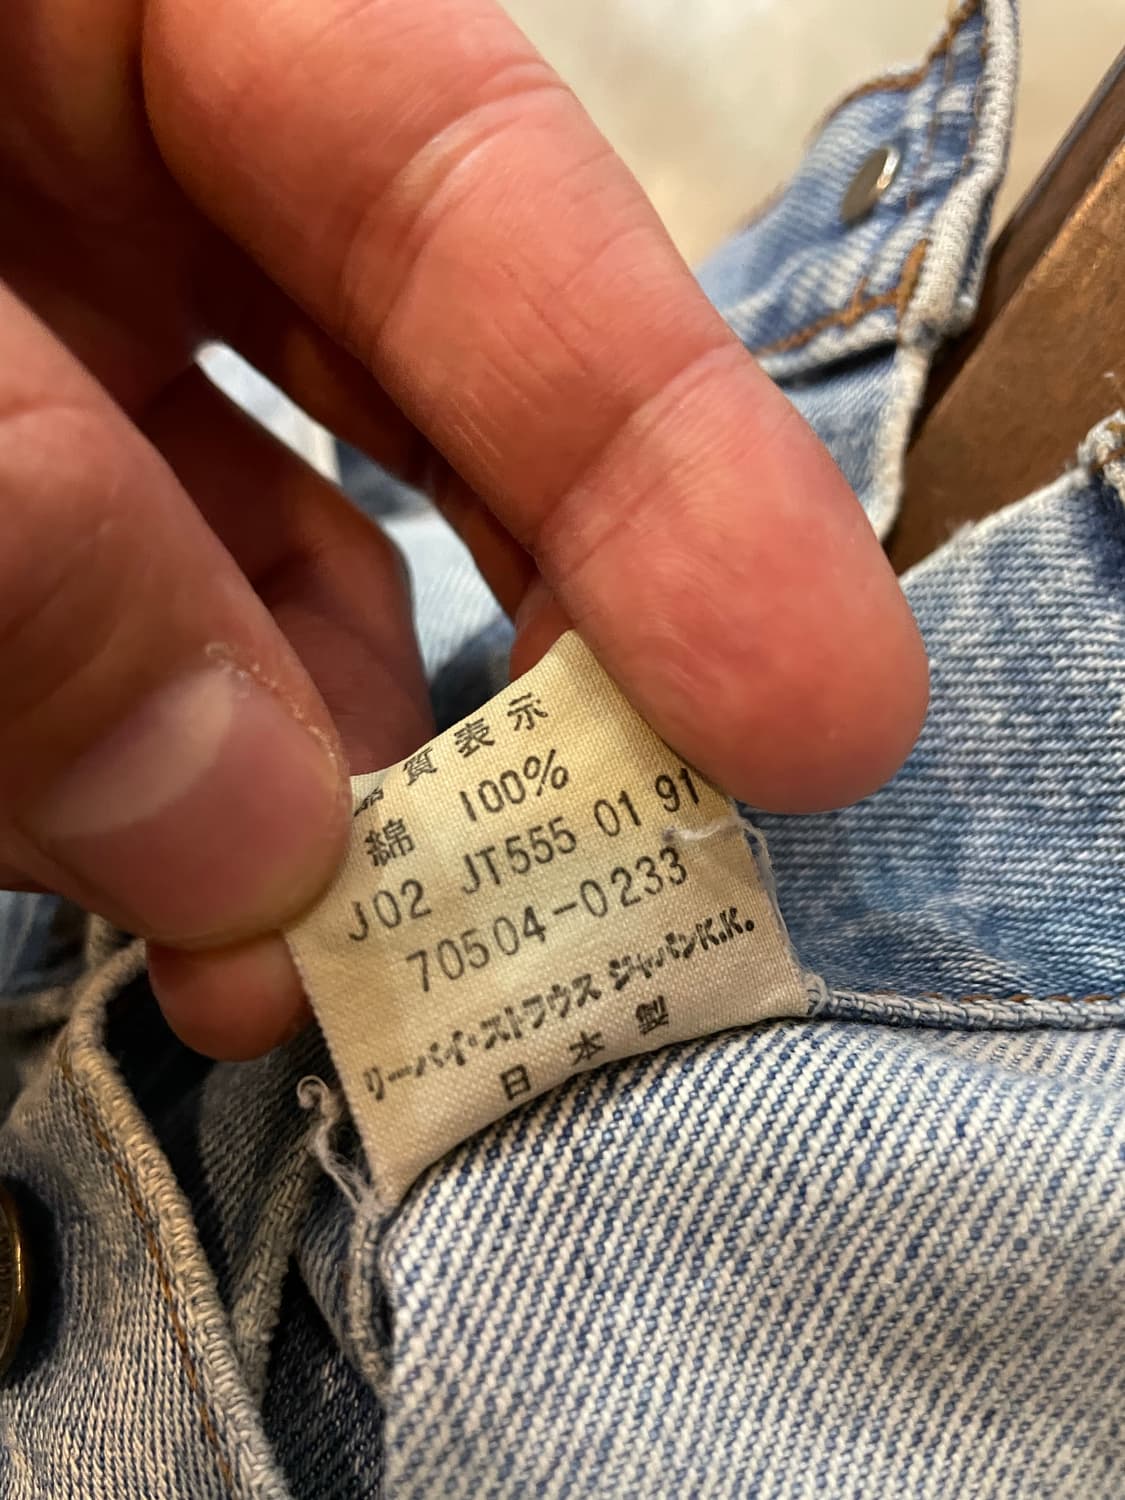 品質表示
綿 100%
J02 JT555 01 91
70504-0233
リーバイ・ストラウス ジャパンK.K.
日本製